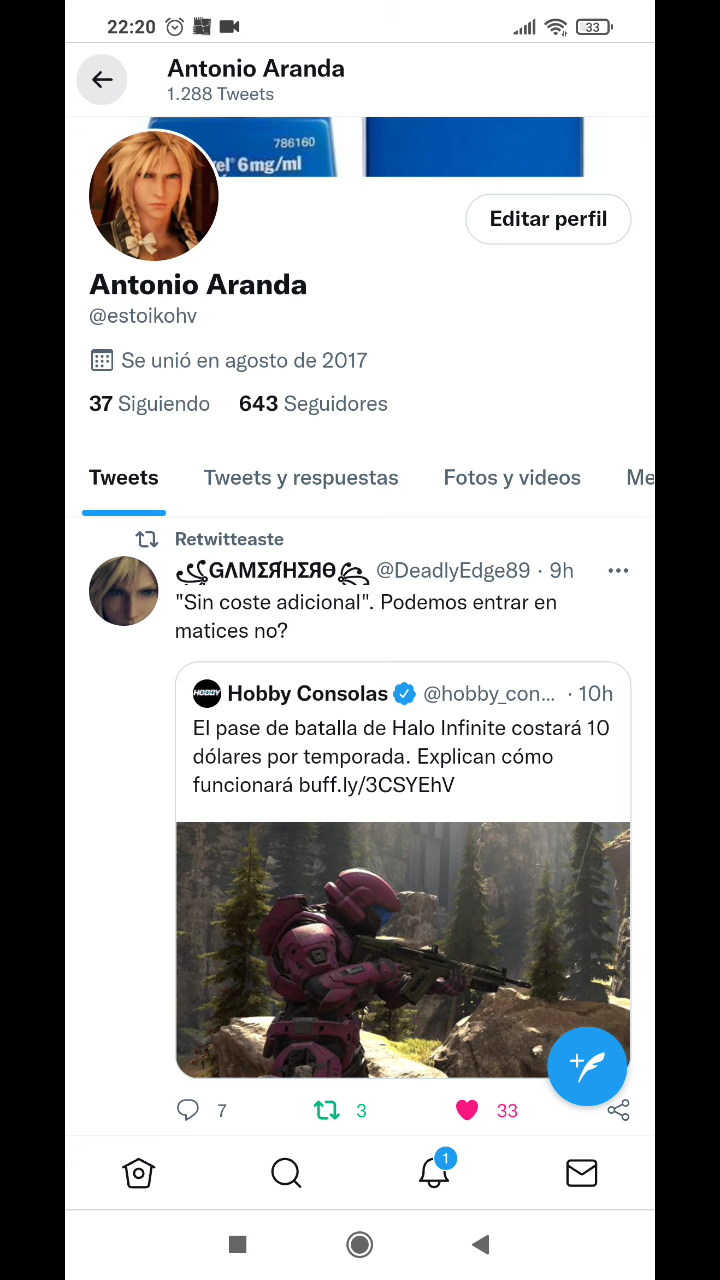 22:20
33
Antonio Aranda
1.288 Tweets
786160
gel® 6mg/ml
Editar perfil
Antonio Aranda
@estoikohv
Se unió en agosto de 2017
37 Siguiendo 643 Seguidores
Tweets Tweets y respuestas Fotos y videos Me
Retwitteaste
GΛMΣЯHΣЯӨ @DeadlyEdge89 · 9h
"Sin coste adicional". Podemos entrar en
matices no?
HOBBY Hobby Consolas @hobby_con... · 10h
El pase de batalla de Halo Infinite costará 10
dólares por temporada. Explican cómo
funcionará buff.ly/3CSYEhV
7 3 33
1